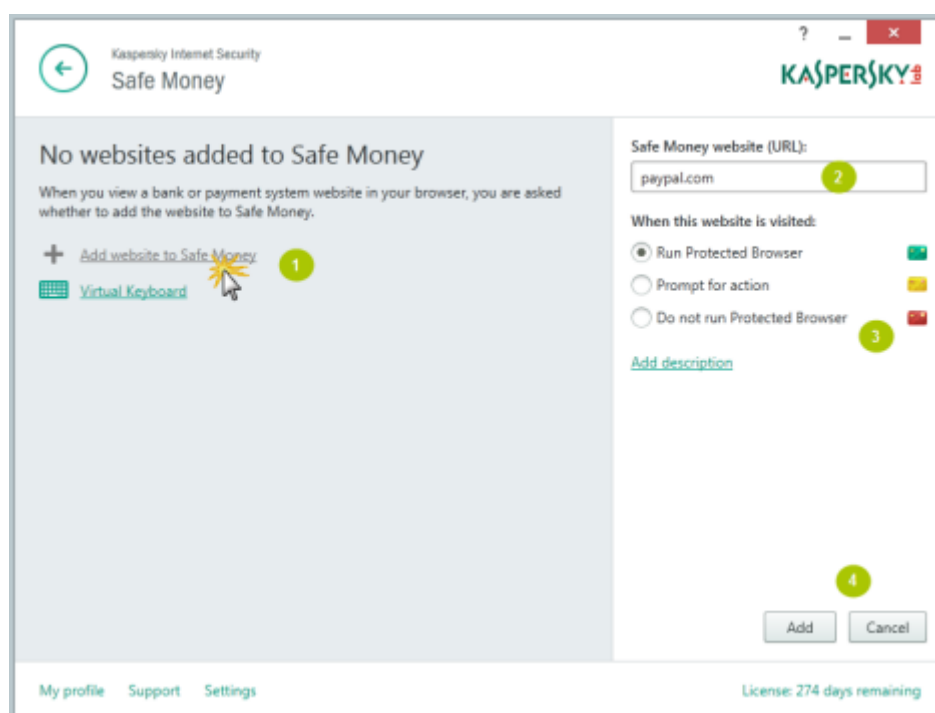 Kaspersky Internet Security
Safe Money
? _ ×
KASPERSKY lab
No websites added to Safe Money
When you view a bank or payment system website in your browser, you are asked
whether to add the website to Safe Money.
+ Add website to Safe Money
1
Virtual Keyboard
Safe Money website (URL):
paypal.com
2
When this website is visited:
Run Protected Browser
Prompt for action
Do not run Protected Browser
3
Add description
4
Add
Cancel
My profile
Support
Settings
License: 274 days remaining